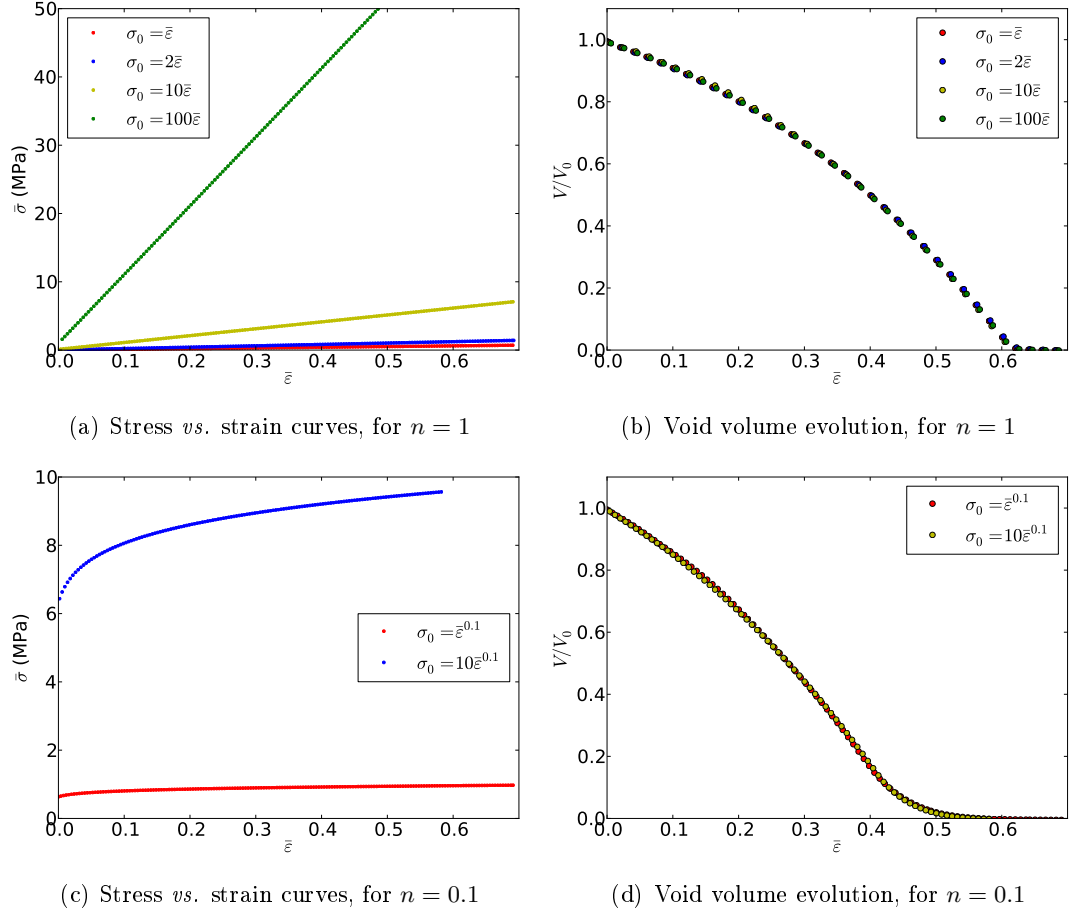 50
40
30
20
10
0
σ̄ (MPa)
σ₀ = ε̄
σ₀ = 2ε̄
σ₀ = 10ε̄
σ₀ = 100ε̄
0.0 0.1 0.2 0.3 0.4 0.5 0.6
ε̄
(a) Stress vs. strain curves, for n = 1
1.0
0.8
0.6
0.4
0.2
0.0
V/V₀
σ₀ = ε̄
σ₀ = 2ε̄
σ₀ = 10ε̄
σ₀ = 100ε̄
0.0 0.1 0.2 0.3 0.4 0.5 0.6
ε̄
(b) Void volume evolution, for n = 1
10
8
6
4
2
0
σ̄ (MPa)
σ₀ = ε̄⁰·¹
σ₀ = 10ε̄⁰·¹
0.0 0.1 0.2 0.3 0.4 0.5 0.6
ε̄
(c) Stress vs. strain curves, for n = 0.1
1.0
0.8
0.6
0.4
0.2
0.0
V/V₀
σ₀ = ε̄⁰·¹
σ₀ = 10ε̄⁰·¹
0.0 0.1 0.2 0.3 0.4 0.5 0.6
ε̄
(d) Void volume evolution, for n = 0.1